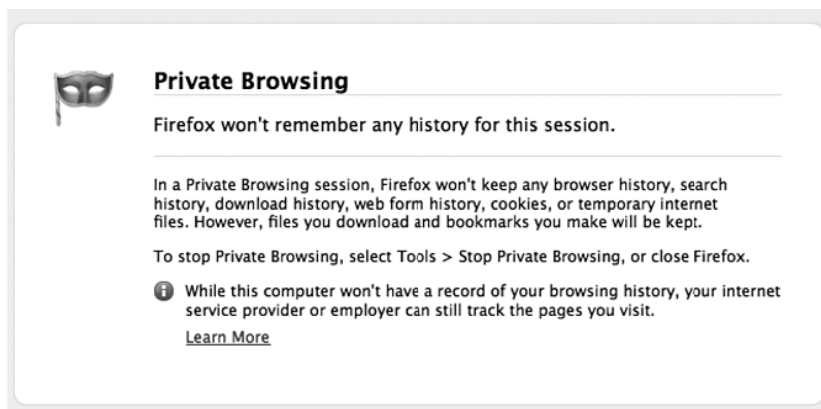 Private Browsing
Firefox won't remember any history for this session.
In a Private Browsing session, Firefox won't keep any browser history, search
history, download history, web form history, cookies, or temporary internet
files. However, files you download and bookmarks you make will be kept.
To stop Private Browsing, select Tools > Stop Private Browsing, or close Firefox.
While this computer won't have a record of your browsing history, your internet
service provider or employer can still track the pages you visit.
Learn More